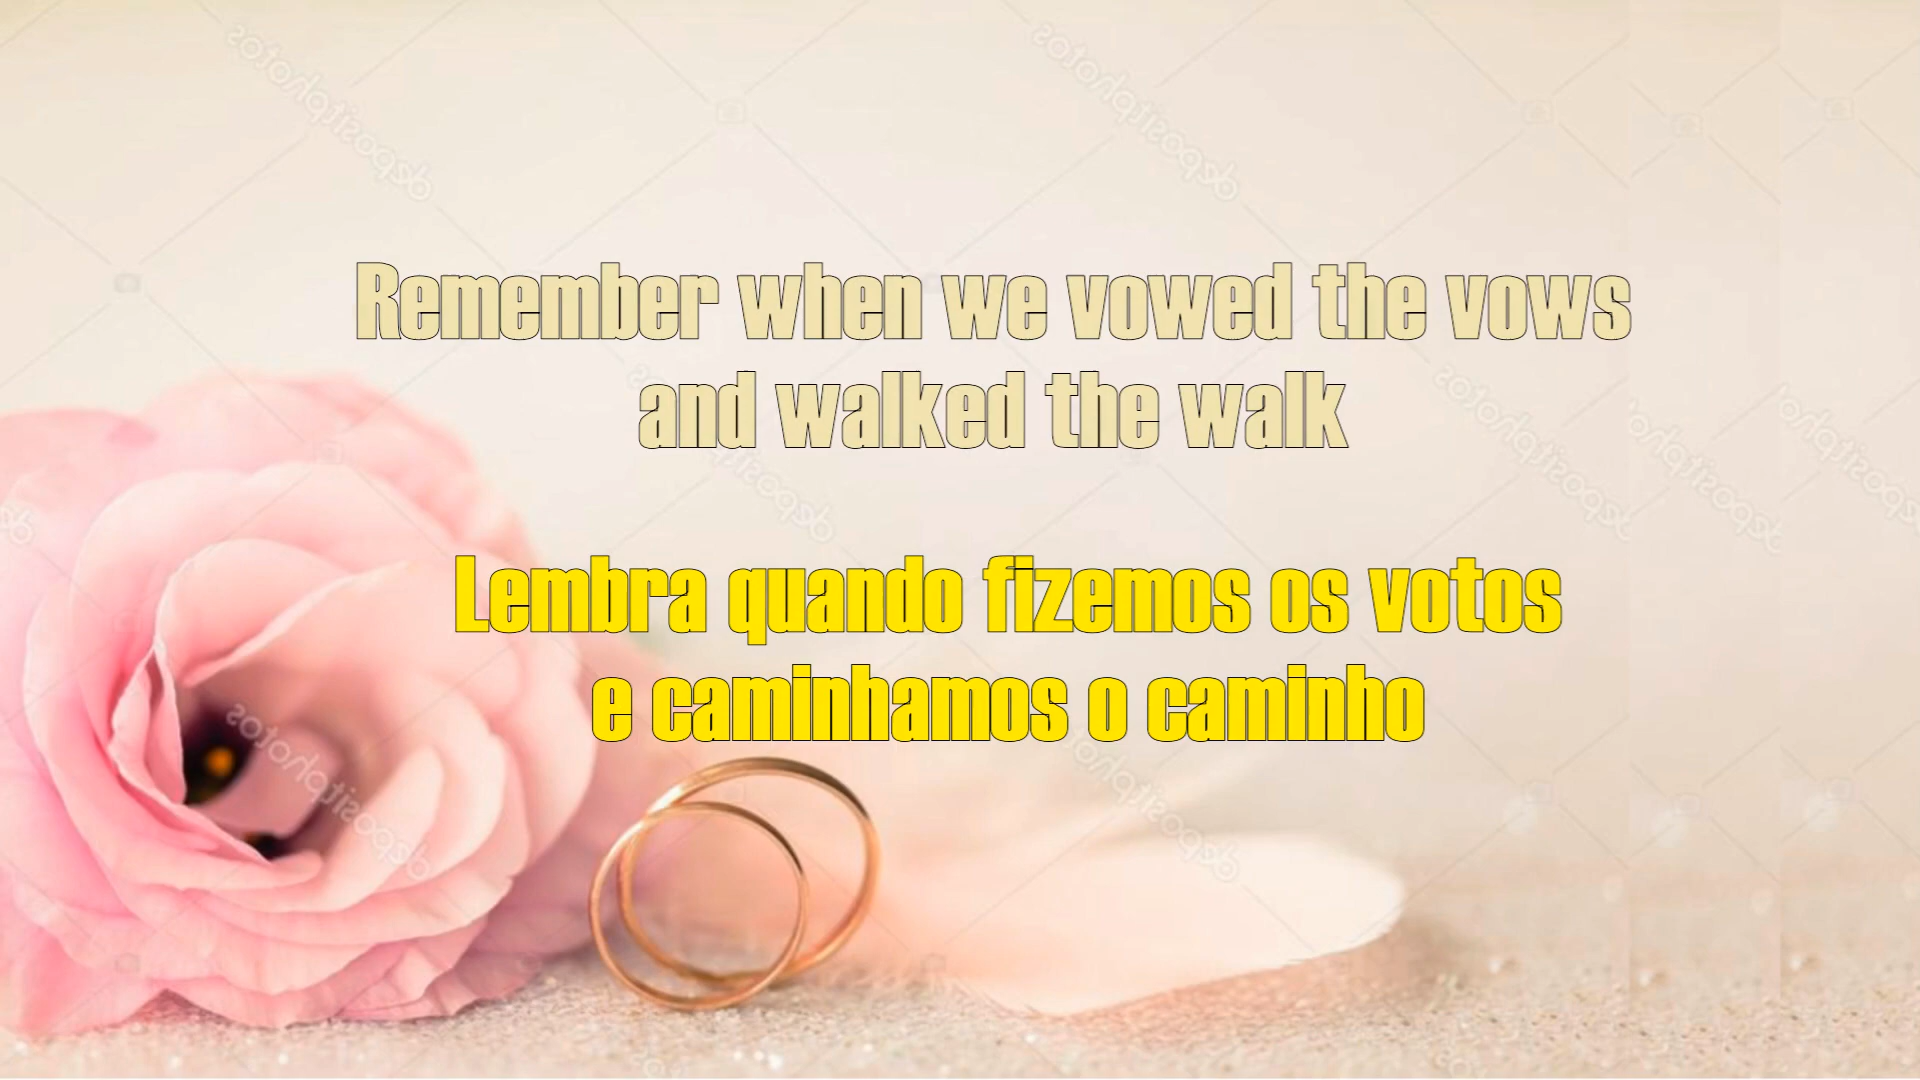 Remember when we vowed the vows
and walked the walk
Lembra quando fizemos os votos
e caminhamos o caminho